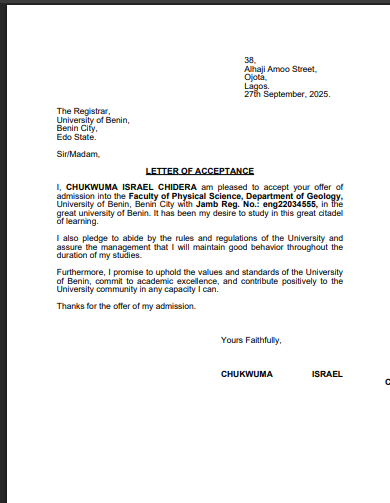 38,
Alhaji Amoo Street,
Ojota,
Lagos.
27th September, 2025.
The Registrar,
University of Benin,
Benin City,
Edo State.
Sir/Madam,
LETTER OF ACCEPTANCE
I, CHUKWUMA ISRAEL CHIDERA am pleased to accept your offer of
admission into the Faculty of Physical Science, Department of Geology,
University of Benin, Benin City with Jamb Reg. No.: eng22034555, in the
great university of Benin. It has been my desire to study in this great citadel
of learning.
I also pledge to abide by the rules and regulations of the University and
assure the management that I will maintain good behavior throughout the
duration of my studies.
Furthermore, I promise to uphold the values and standards of the University
of Benin, commit to academic excellence, and contribute positively to the
University community in any capacity I can.
Thanks for the offer of my admission.
Yours Faithfully,
CHUKWUMA ISRAEL
C